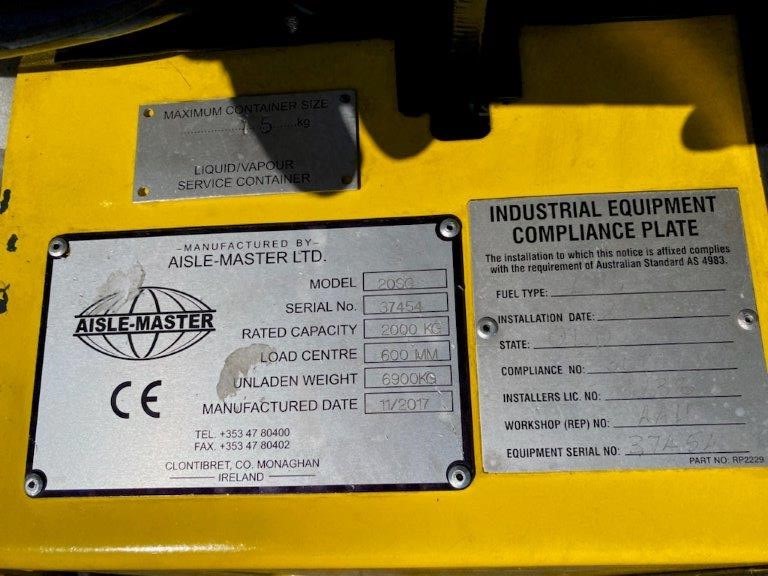 MAXIMUM CONTAINER SIZE
15 kg
LIQUID/VAPOUR
SERVICE CONTAINER
-MANUFACTURED BY-
AISLE-MASTER LTD.
AISLE-MASTER
CE
MODEL 20SG
SERIAL No. 37454
RATED CAPACITY 2000 KG
LOAD CENTRE 600 MM
UNLADEN WEIGHT 6900KG
MANUFACTURED DATE 11/2017
TEL. +353 47 80400
FAX. +353 47 80402
CLONTIBRET, CO. MONAGHAN
IRELAND
INDUSTRIAL EQUIPMENT
COMPLIANCE PLATE
The installation to which this notice is affixed complies
with the requirement of Australian Standard AS 4983.
FUEL TYPE:
INSTALLATION DATE:
STATE:
COMPLIANCE NO:
INSTALLERS LIC. NO:
WORKSHOP (REP) NO:
EQUIPMENT SERIAL NO: 37454
PART NO: RP2229